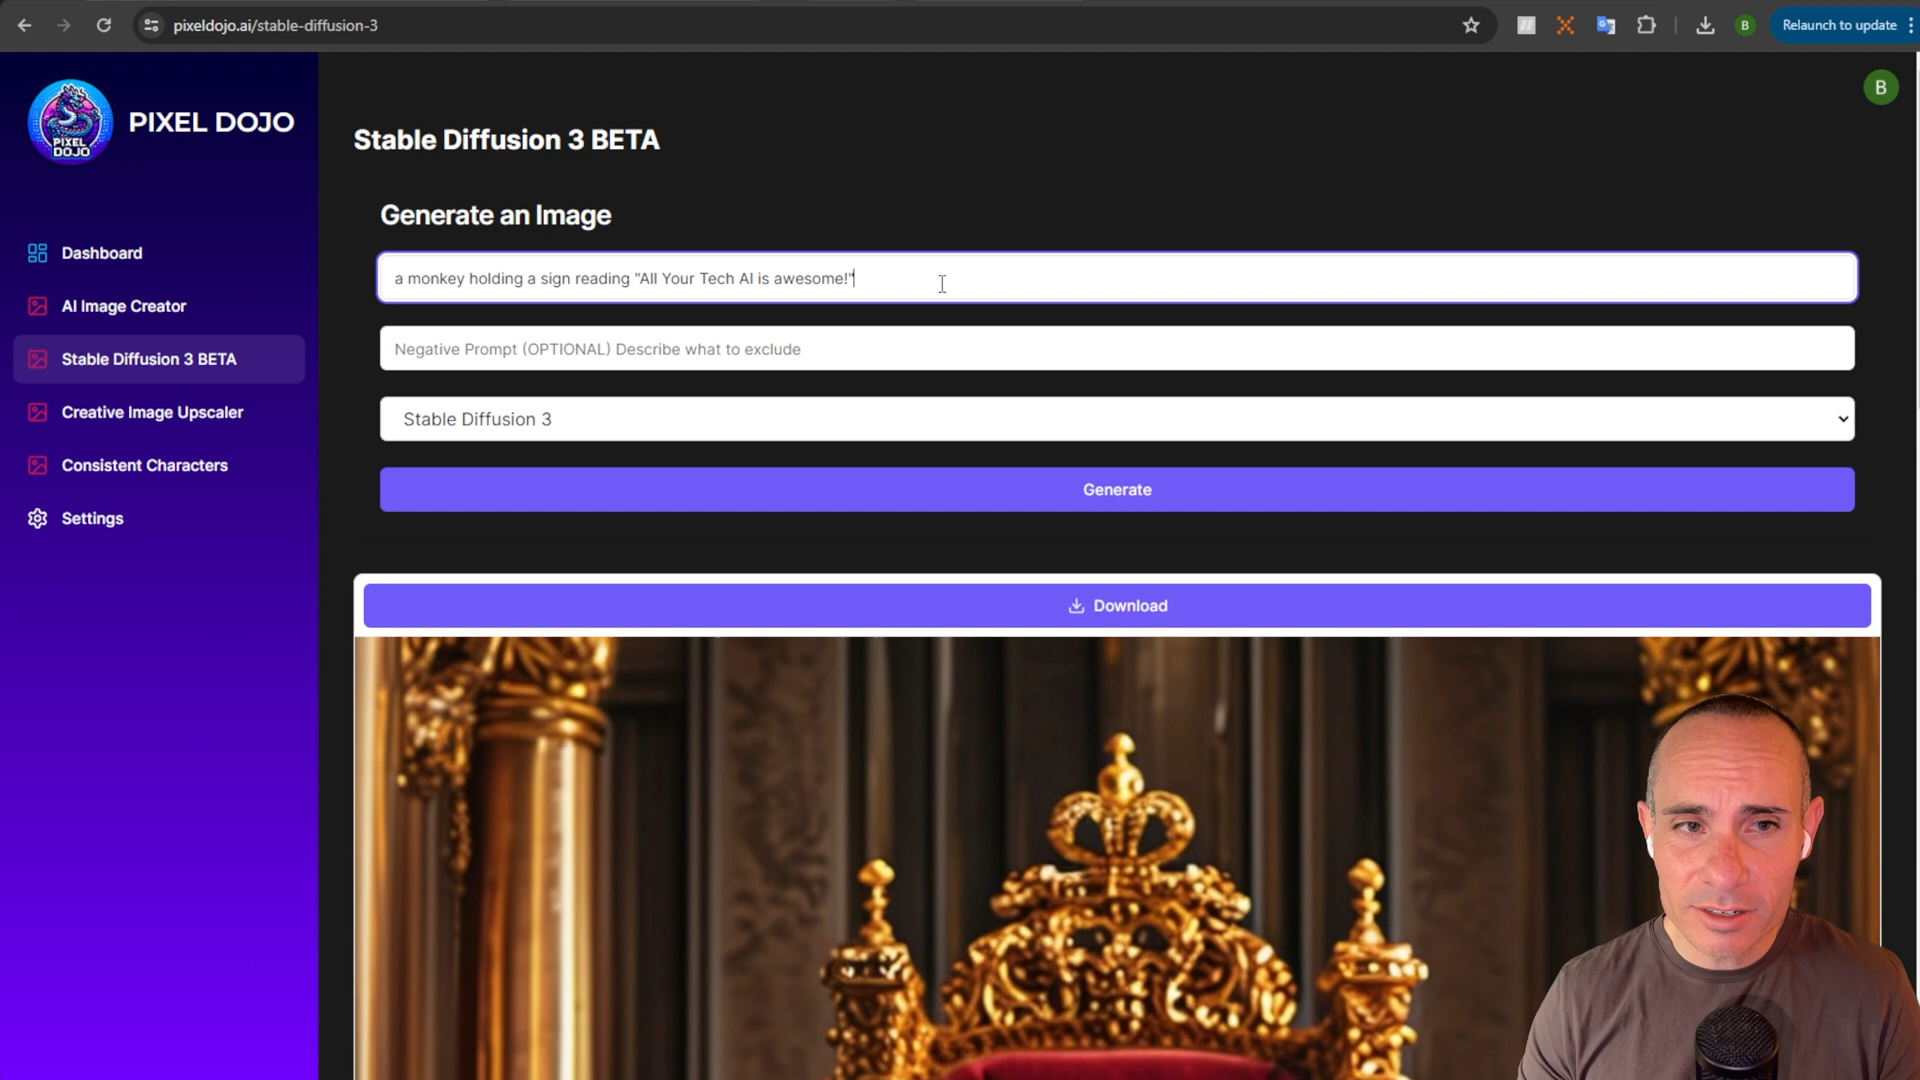 pixeldojo.ai/stable-diffusion-3
B
Relaunch to update
PIXEL DOJO
PIXEL DOJO
B
Stable Diffusion 3 BETA
Generate an Image
Dashboard
a monkey holding a sign reading "All Your Tech AI is awesome!"
AI Image Creator
Negative Prompt (OPTIONAL) Describe what to exclude
Stable Diffusion 3 BETA
Creative Image Upscaler
Stable Diffusion 3
Consistent Characters
Generate
Settings
Download